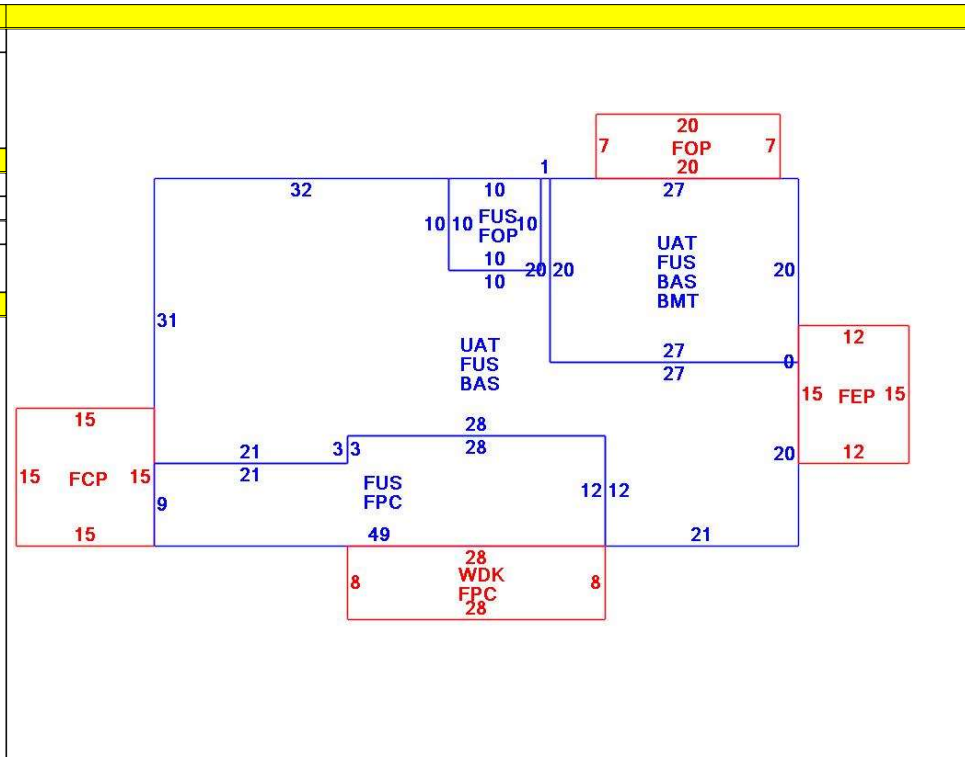 20
7 FOP 7
20
1
32
10
27
10 10 FUS 10
FOP
10
10
20 20
UAT
FUS
BAS
BMT
20
31
27
27
0
12
15 FEP 15
12
UAT
FUS
BAS
28
28
3 3
21
21
15
15 FCP 15
15
9
FUS
FPC
12 12
20
49
21
28
8 WDK 8
FPC
28